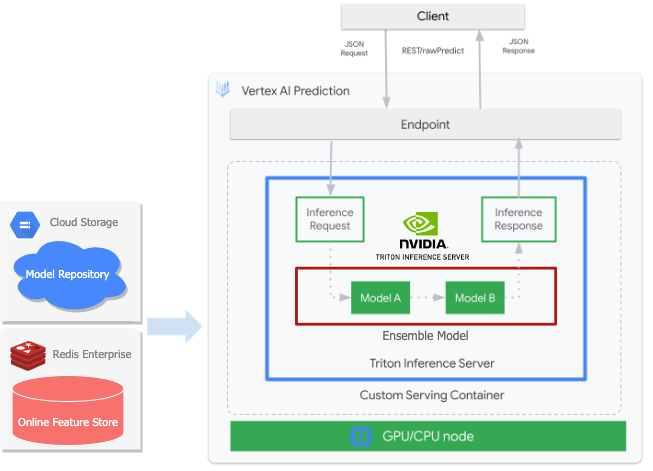 Client
JSON
Request
REST/rawPredict
JSON
Response
Vertex AI Prediction
Endpoint
Inference
Request
NVIDIA.
TRITON INFERENCE SERVER
Inference
Response
Model A
Model B
Ensemble Model
Triton Inference Server
Custom Serving Container
GPU/CPU node
Cloud Storage
Model Repository
Redis Enterprise
Online Feature Store